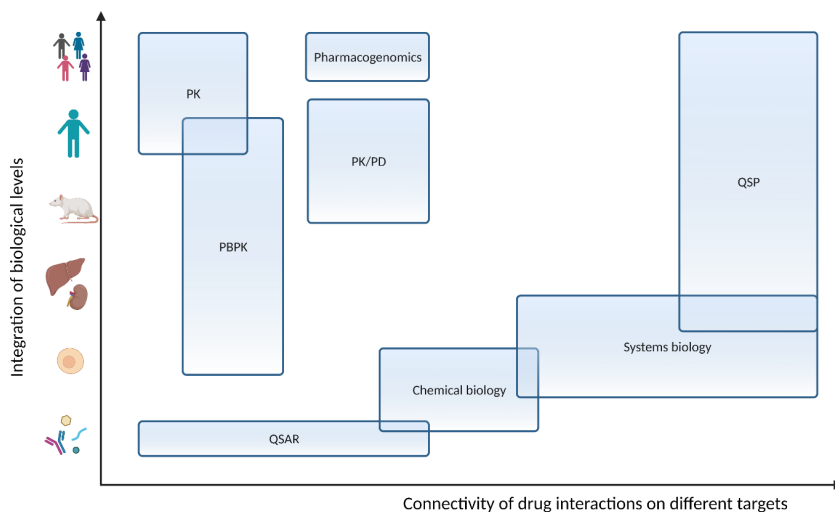 Pharmacogenomics
PK
PK/PD
QSP
PBPK
Systems biology
Chemical biology
QSAR
Integration of biological levels
Connectivity of drug interactions on different targets